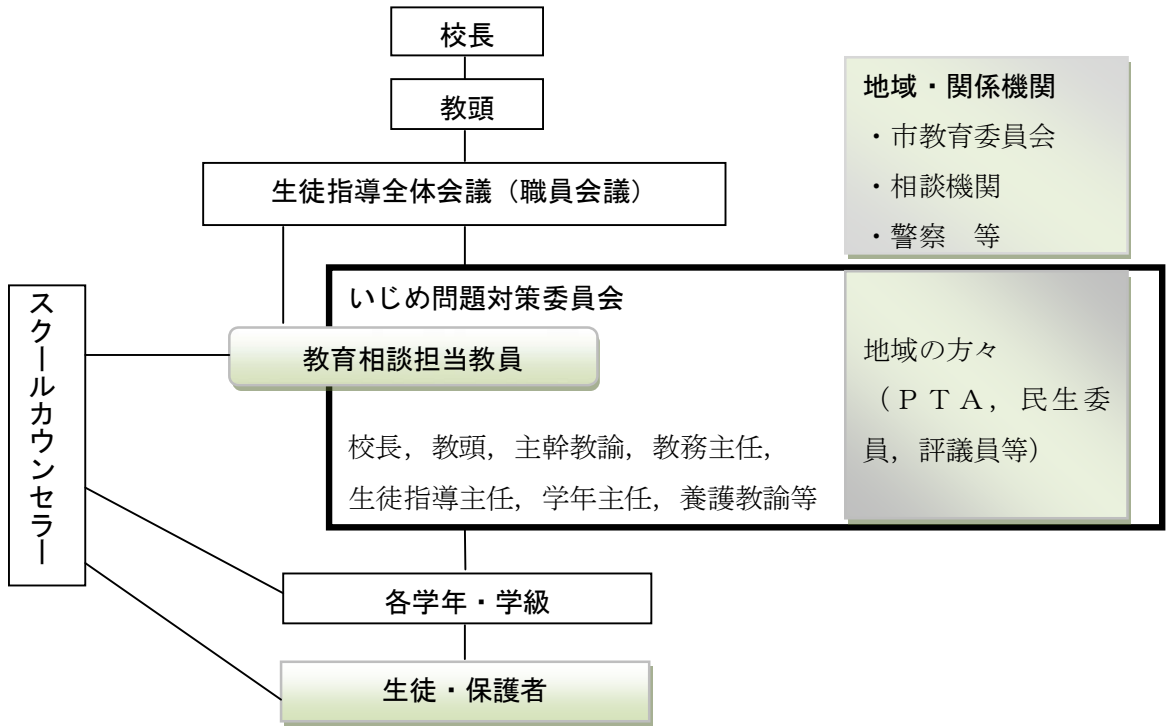 校長
教頭
生徒指導全体会議（職員会議）
地域・関係機関
・市教育委員会
・相談機関
・警察　等
スクールカウンセラー
いじめ問題対策委員会
教育相談担当教員
校長，教頭，主幹教諭，教務主任，
生徒指導主任，学年主任，養護教諭等
地域の方々
（ＰＴＡ，民生委
員，評議員等）
各学年・学級
生徒・保護者